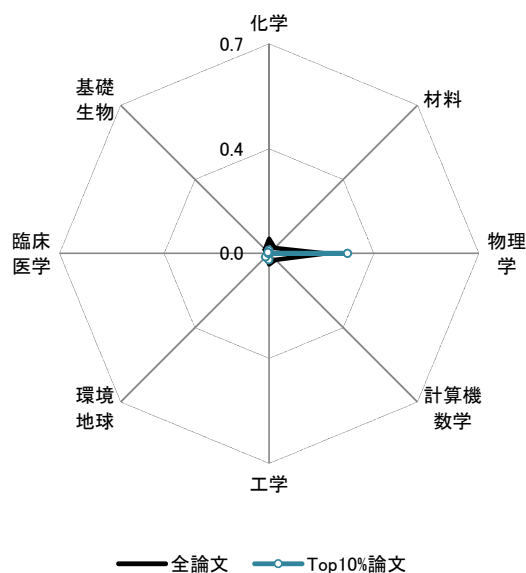 化学
0.7
基礎
生物
材料
0.4
臨床
医学
0.0
物理
学
環境
地球
計算機
数学
工学
全論文
Top10%論文